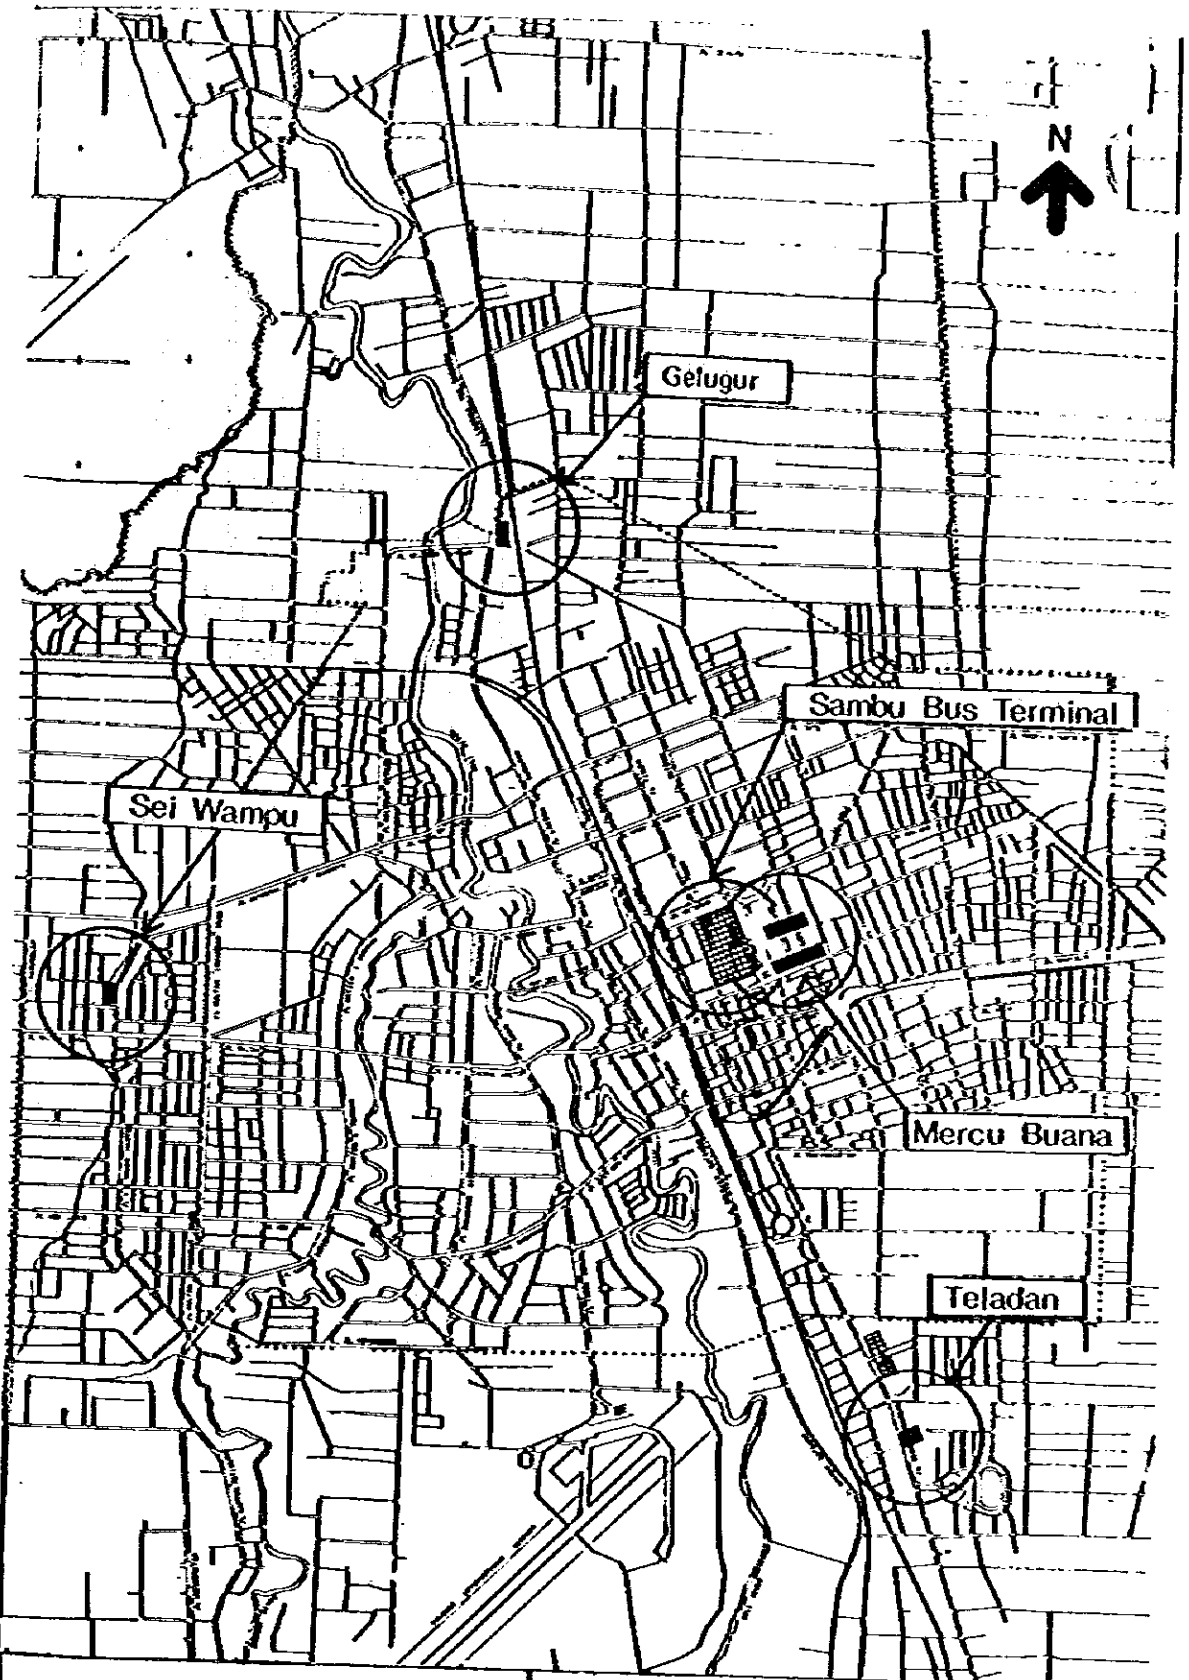 N
Gelugur
Sambu Bus Terminal
Sei Wampu
Mercu Buana
Teladan